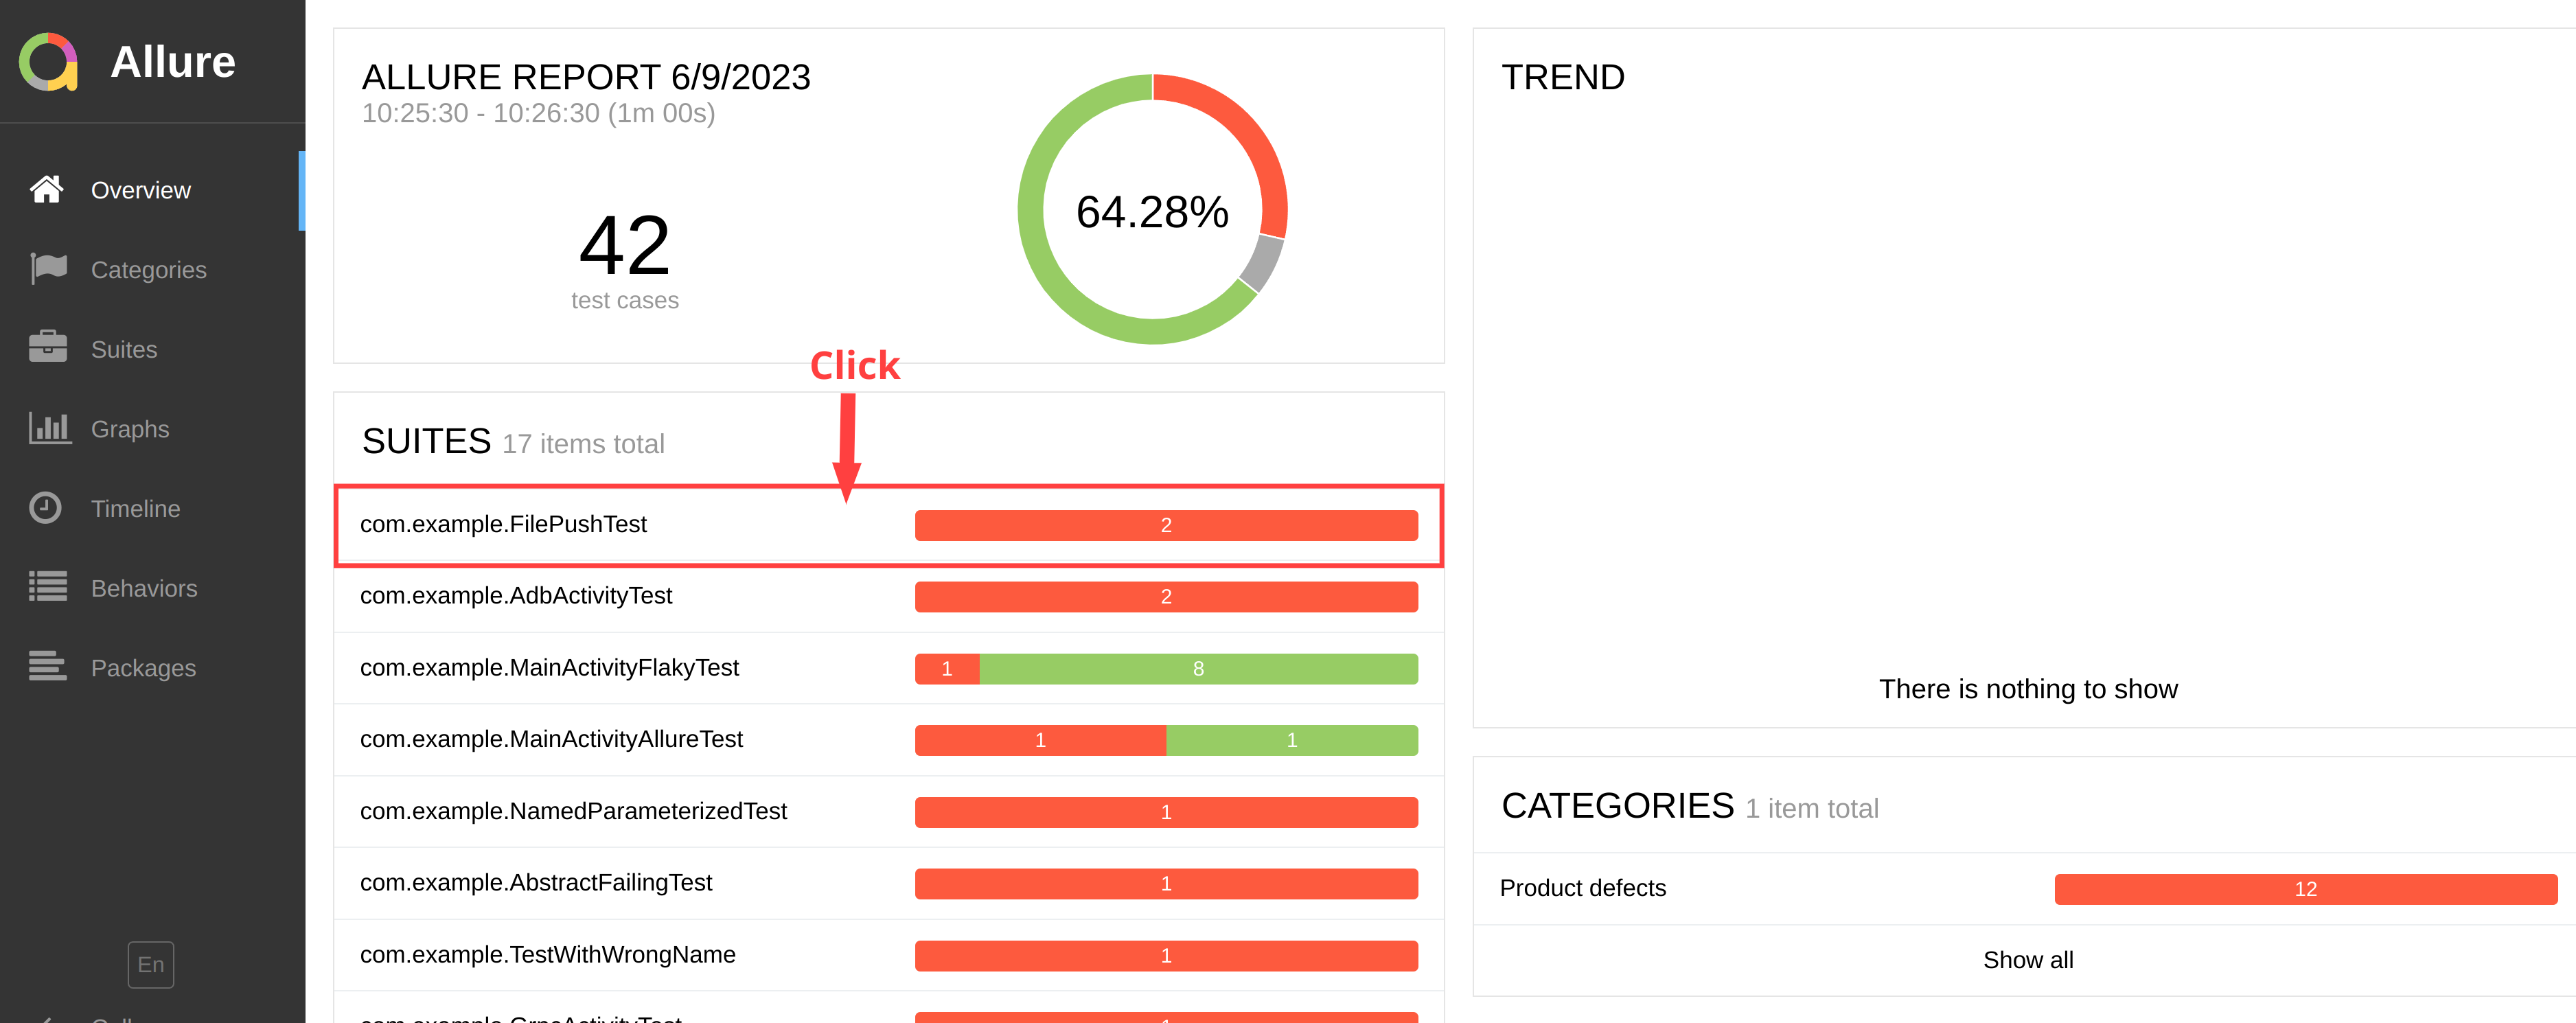 Allure
Overview
Categories
Suites
Graphs
Timeline
Behaviors
Packages
En
ALLURE REPORT 6/9/2023
10:25:30 - 10:26:30 (1m 00s)
42
test cases
64.28%
Click
SUITES 17 items total
com.example.FilePushTest 2
com.example.AdbActivityTest 2
com.example.MainActivityFlakyTest 1 8
com.example.MainActivityAllureTest 1 1
com.example.NamedParameterizedTest 1
com.example.AbstractFailingTest 1
com.example.TestWithWrongName 1
TREND
There is nothing to show
CATEGORIES 1 item total
Product defects 12
Show all